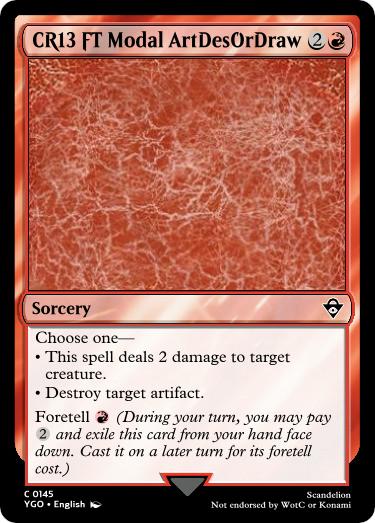 CR13 FT Modal ArtDesOrDraw 2
Sorcery
Choose one—
• This spell deals 2 damage to target
creature.
• Destroy target artifact.
Foretell (During your turn, you may pay
2 and exile this card from your hand face
down. Cast it on a later turn for its foretell
cost.)
C 0145
YGO • English
Scandelion
Not endorsed by WotC or Konami